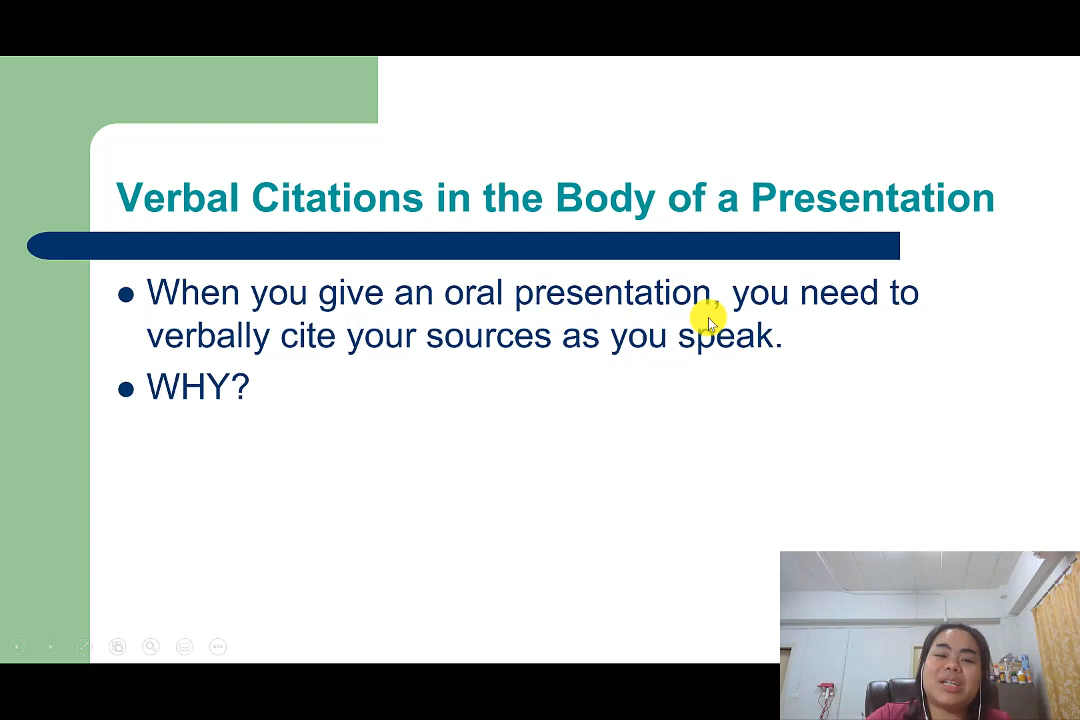 Verbal Citations in the Body of a Presentation
When you give an oral presentation, you need to
verbally cite your sources as you speak.
WHY?